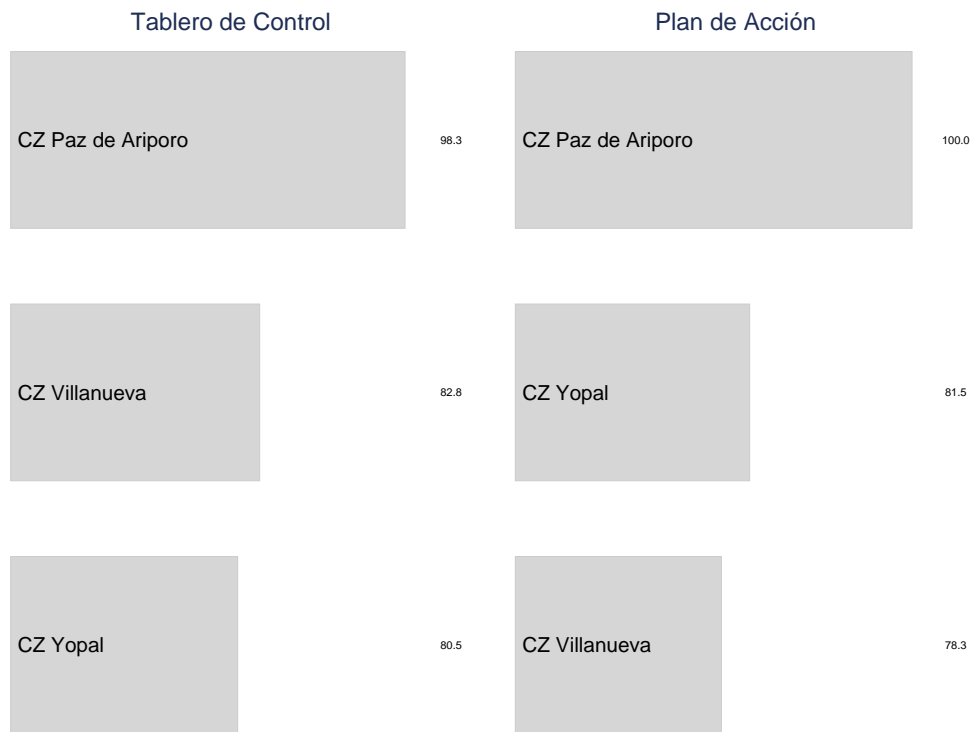 Tablero de Control
CZ Paz de Ariporo 98.3
CZ Villanueva 82.8
CZ Yopal 80.5
Plan de Acción
CZ Paz de Ariporo 100.0
CZ Yopal 81.5
CZ Villanueva 78.3